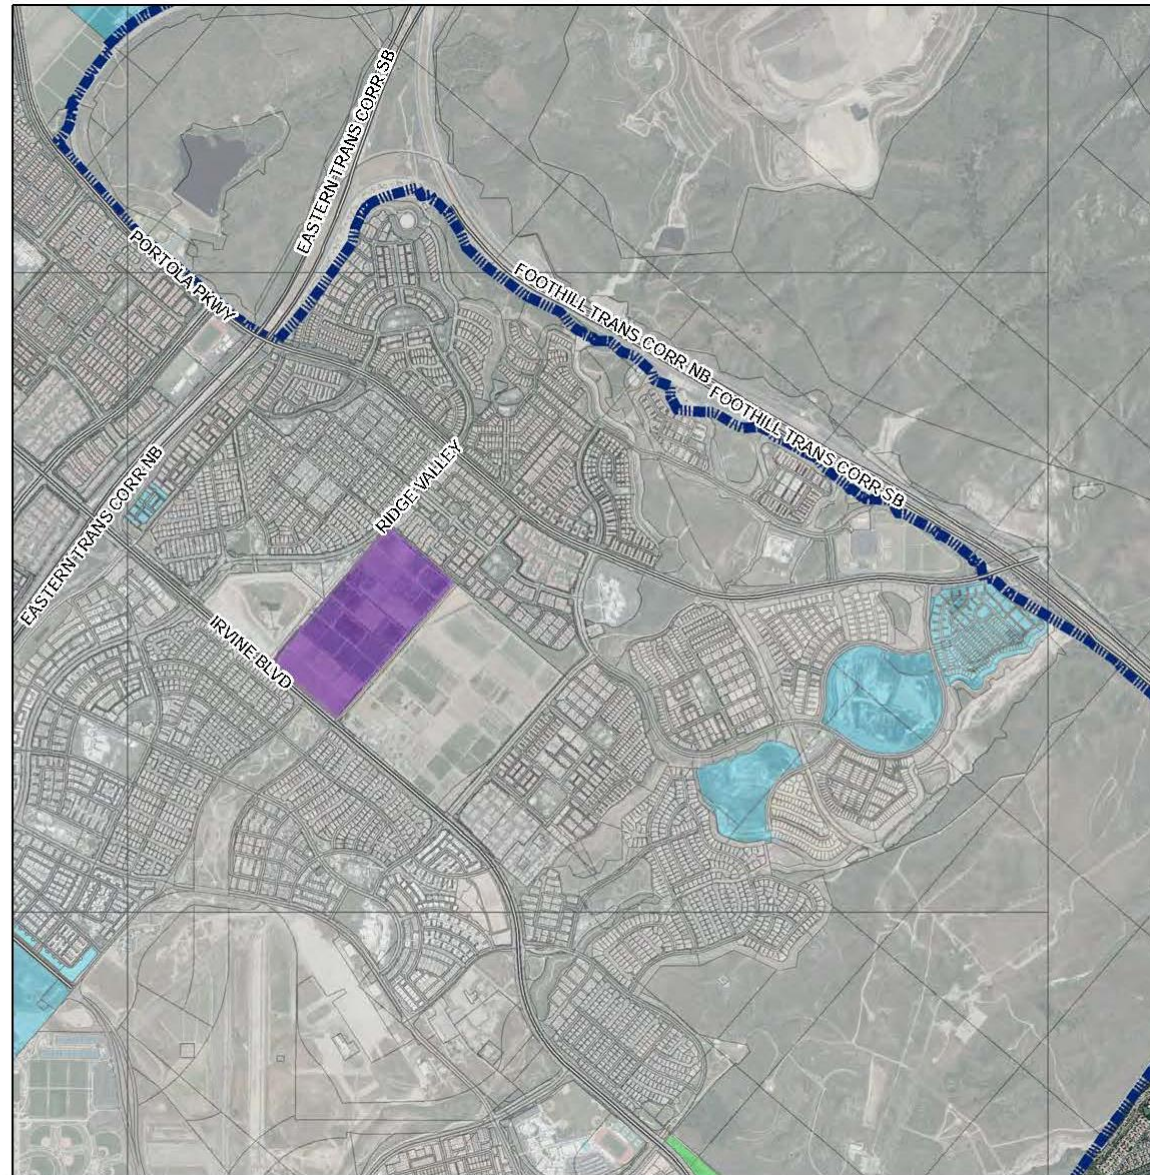 EASTERN TRANS CORR SB
PORTOLA PKWY
FOOTHILL TRANS CORR NB
FOOTHILL TRANS CORR SB
RIDGE VALLEY
EASTERN TRANS CORR NB
IRVINE BLVD